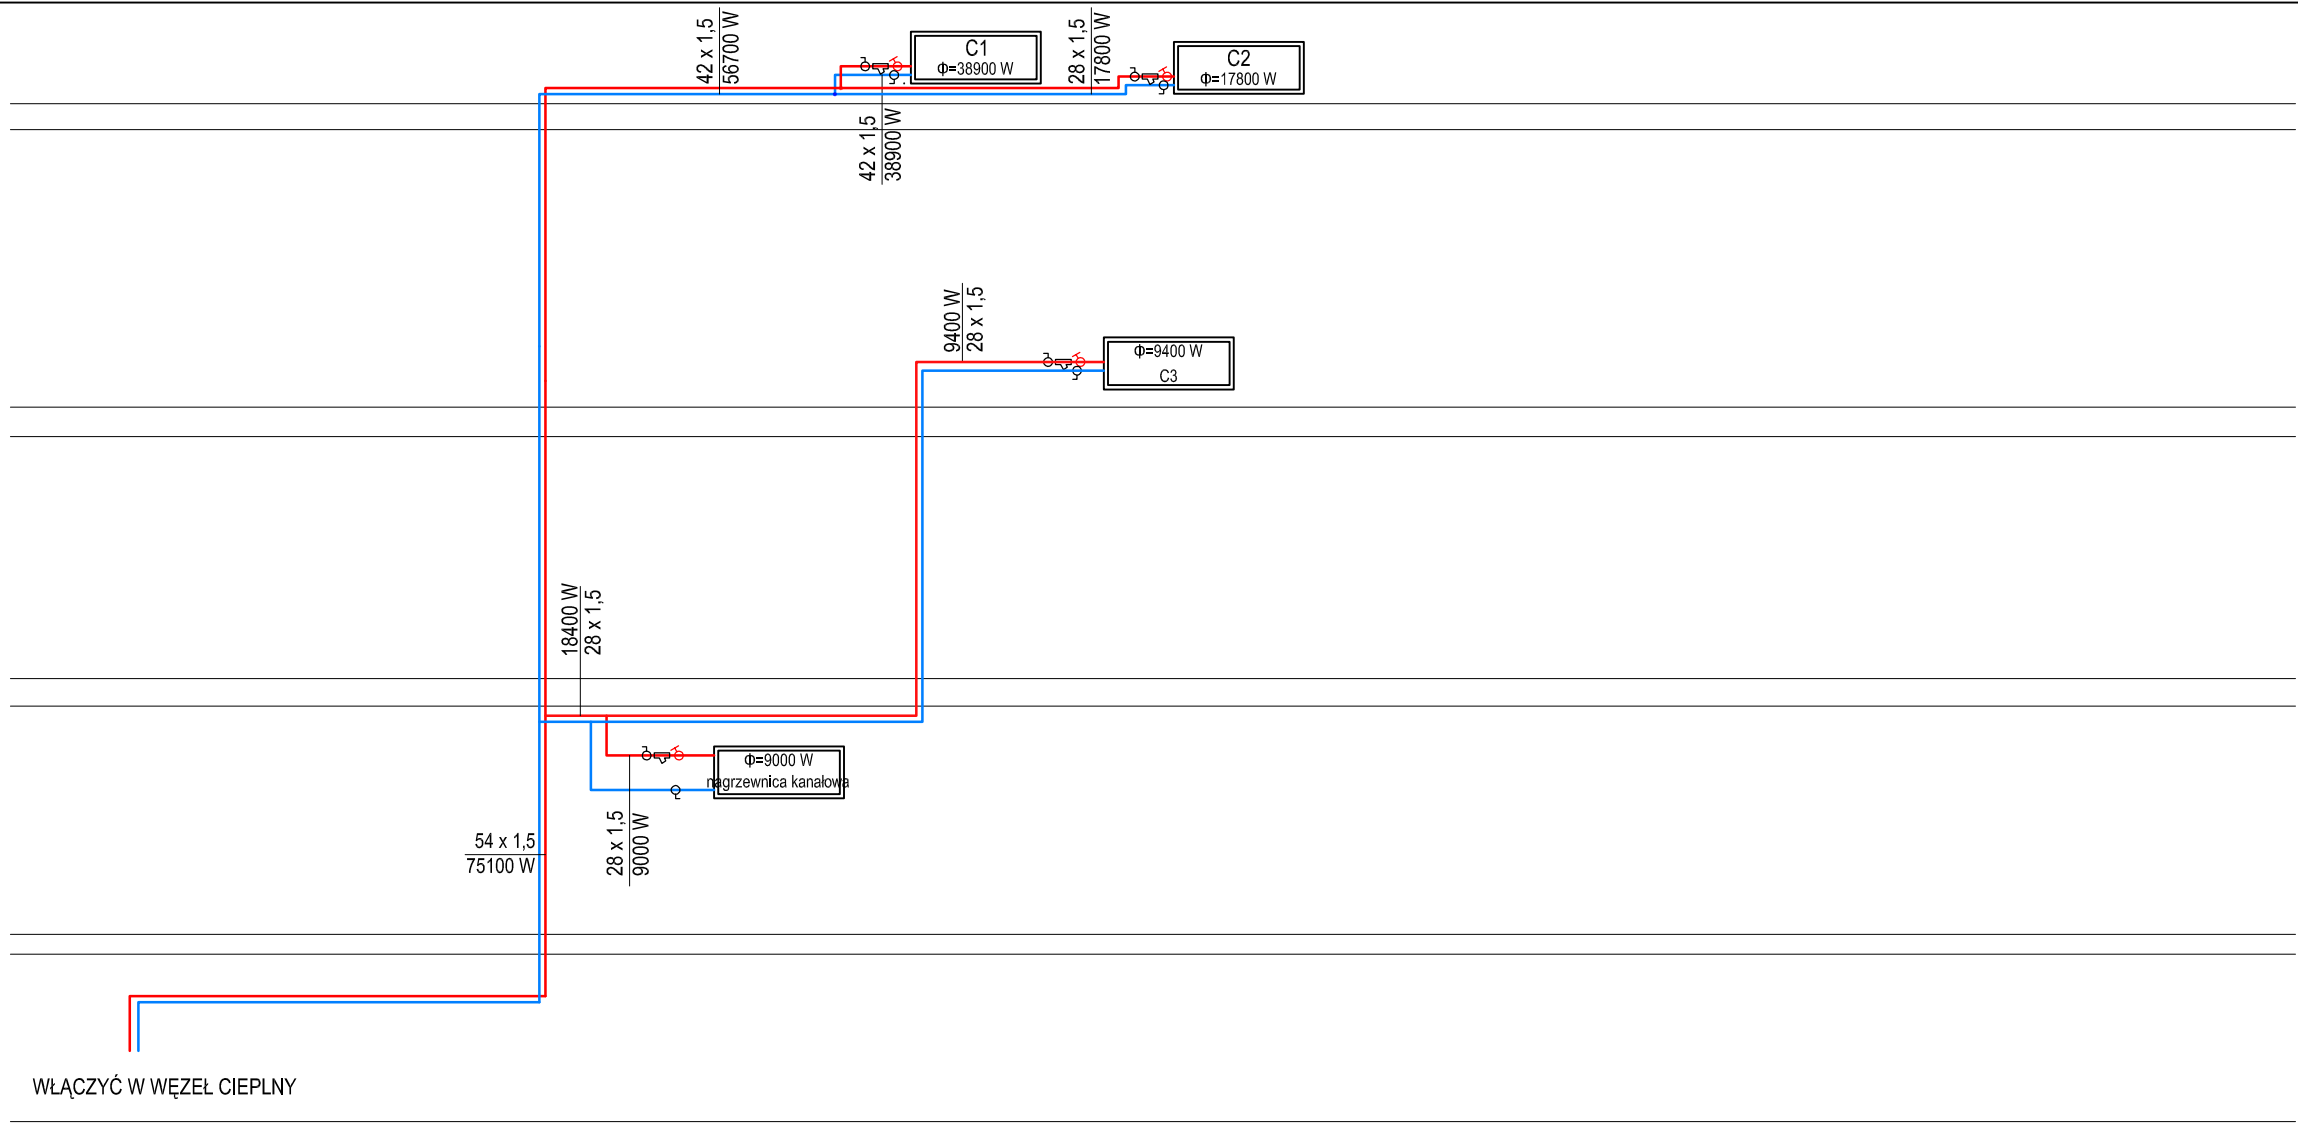 42 x 1,5
56700 W
C1
Φ=38900 W
28 x 1,5
17800 W
C2
Φ=17800 W
42 x 1,5
38900 W
9400 W
28 x 1,5
Φ=9400 W
C3
18400 W
28 x 1,5
Φ=9000 W
nagrzewnica kanałowa
28 x 1,5
9000 W
54 x 1,5
75100 W
WŁĄCZYĆ W WĘZEŁ CIEPLNY